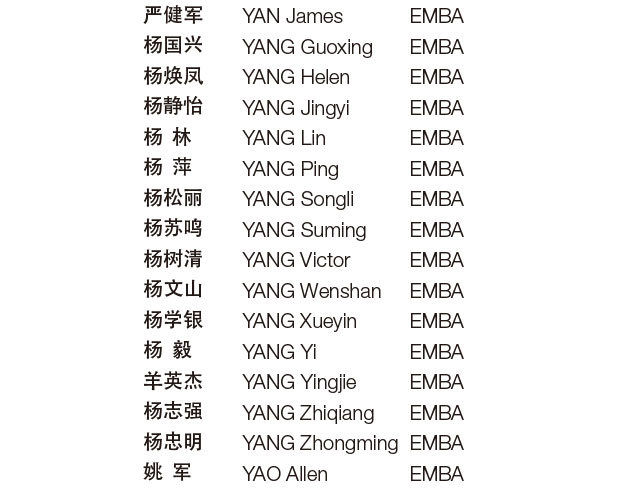 严健军 YAN James EMBA
杨国兴 YANG Guoxing EMBA
杨焕凤 YANG Helen EMBA
杨静怡 YANG Jingyi EMBA
杨 林 YANG Lin EMBA
杨 萍 YANG Ping EMBA
杨松丽 YANG Songli EMBA
杨苏鸣 YANG Suming EMBA
杨树清 YANG Victor EMBA
杨文山 YANG Wenshan EMBA
杨学银 YANG Xueyin EMBA
杨 毅 YANG Yi EMBA
羊英杰 YANG Yingjie EMBA
杨志强 YANG Zhiqiang EMBA
杨忠明 YANG Zhongming EMBA
姚 军 YAO Allen EMBA